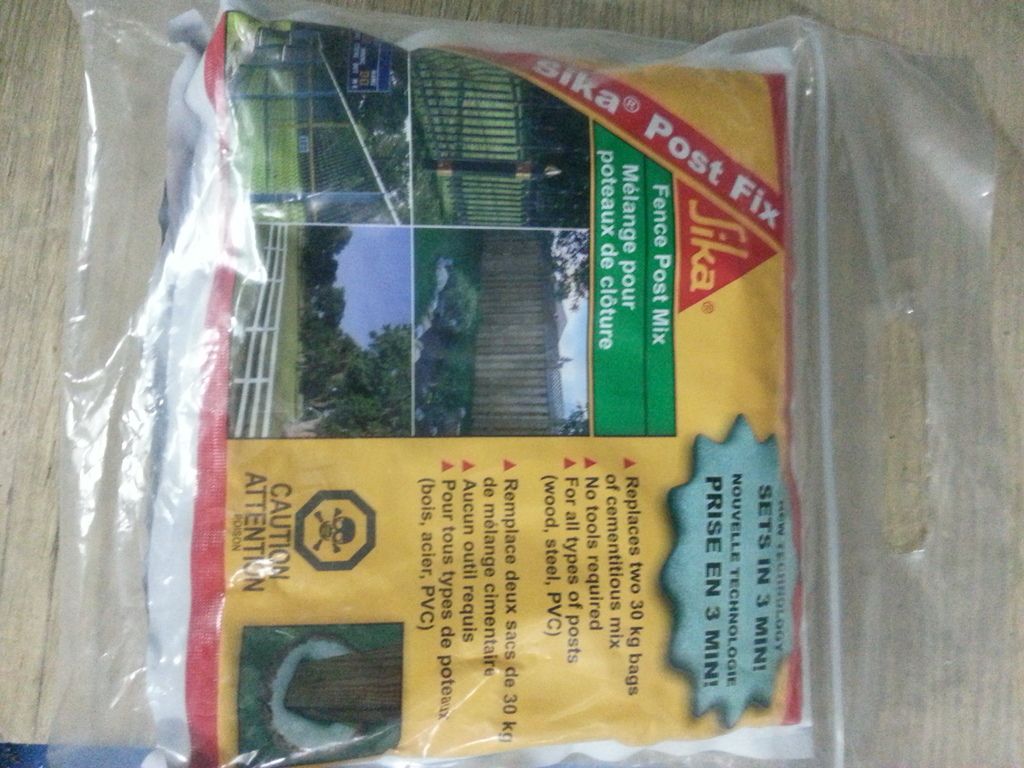 Sika® Post Fix
Sika®
Fence Post Mix
Mélange pour
poteaux de clôture
NEW TECHNOLOGY
SETS IN 3 MIN!
NOUVELLE TECHNOLOGIE
PRISE EN 3 MIN!
▲ Replaces two 30 kg bags
of cementitious mix
▲ No tools required
▲ For all types of posts
(wood, steel, PVC)
▲ Remplace deux sacs de 30 kg
de mélange cimentaire
▲ Aucun outil requis
▲ Pour tous types de poteaux
(bois, acier, PVC)
CAUTION
ATTENTION
POISON